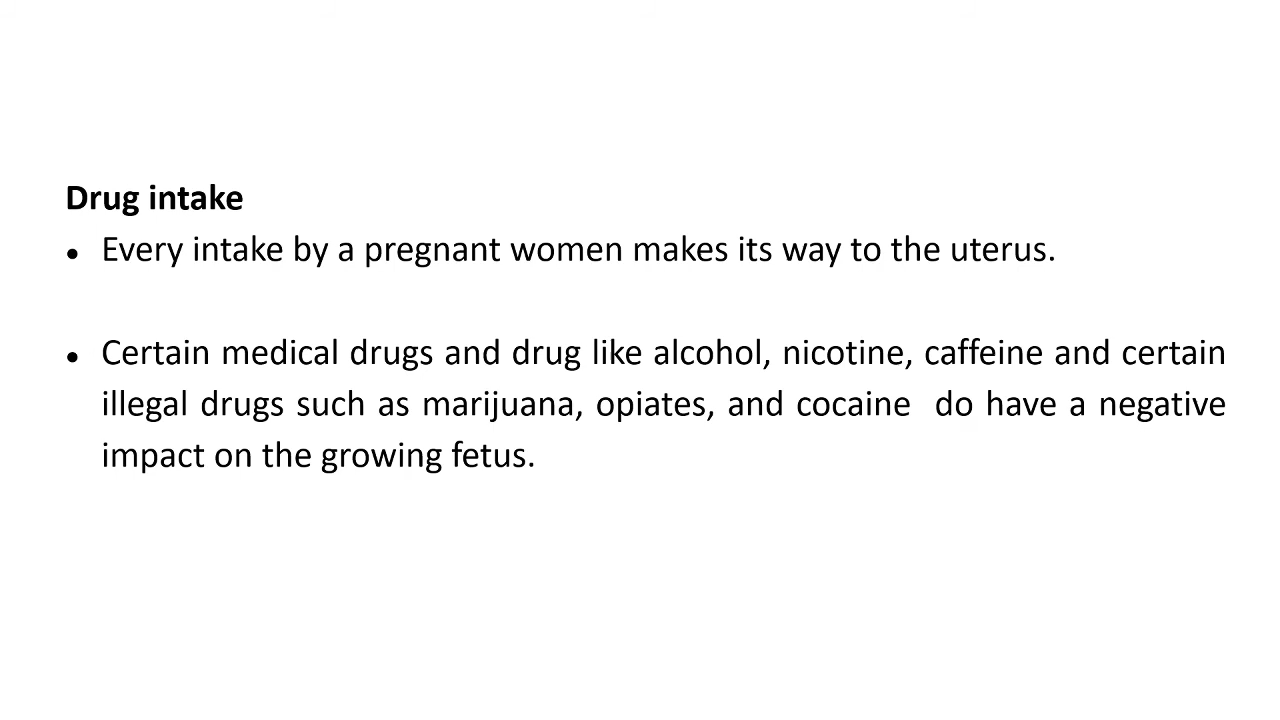 Drug intake
● Every intake by a pregnant women makes its way to the uterus.
● Certain medical drugs and drug like alcohol, nicotine, caffeine and certain
illegal drugs such as marijuana, opiates, and cocaine  do have a negative
impact on the growing fetus.